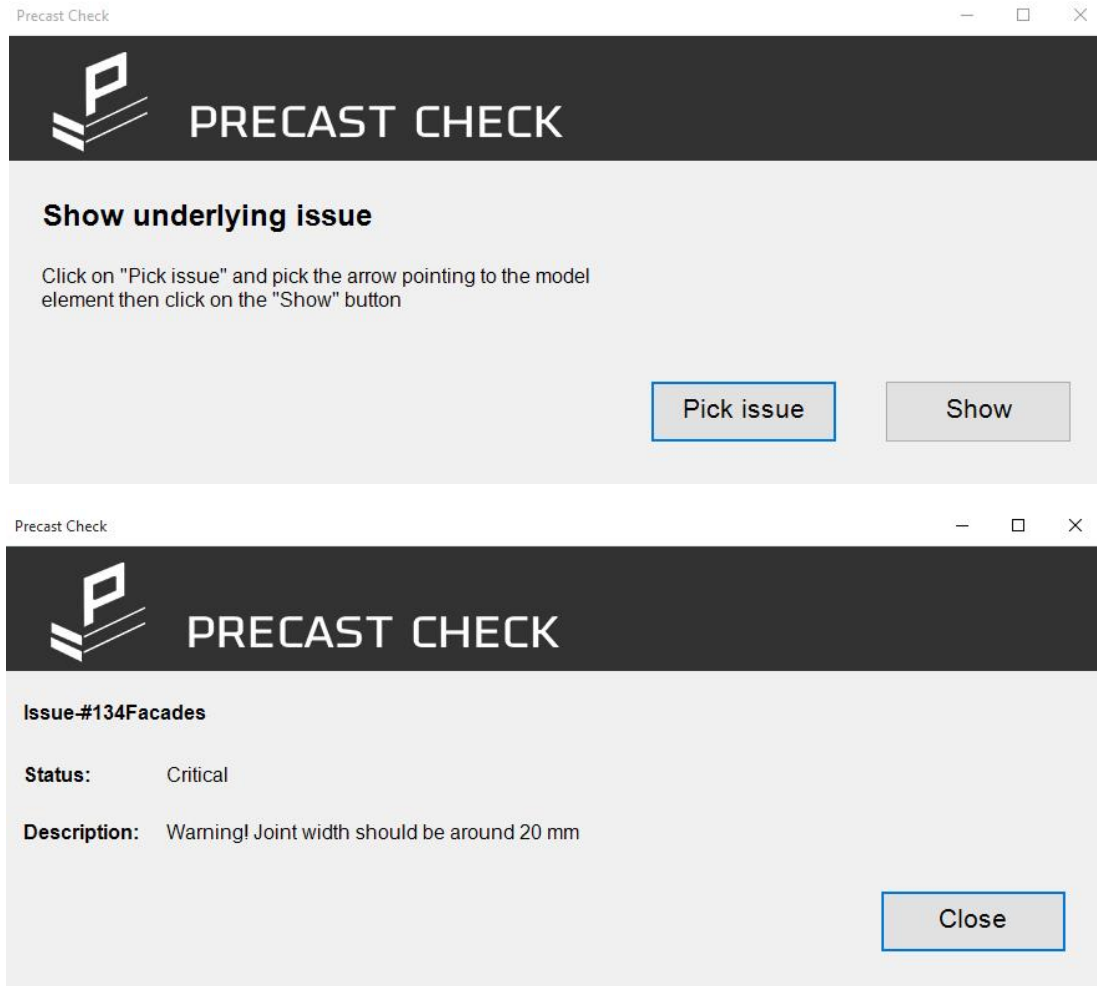 Precast Check
PRECAST CHECK
Show underlying issue
Click on "Pick issue" and pick the arrow pointing to the model
element then click on the "Show" button
Pick issue
Show
Precast Check
PRECAST CHECK
Issue-#134Facades
Status: Critical
Description: Warning! Joint width should be around 20 mm
Close